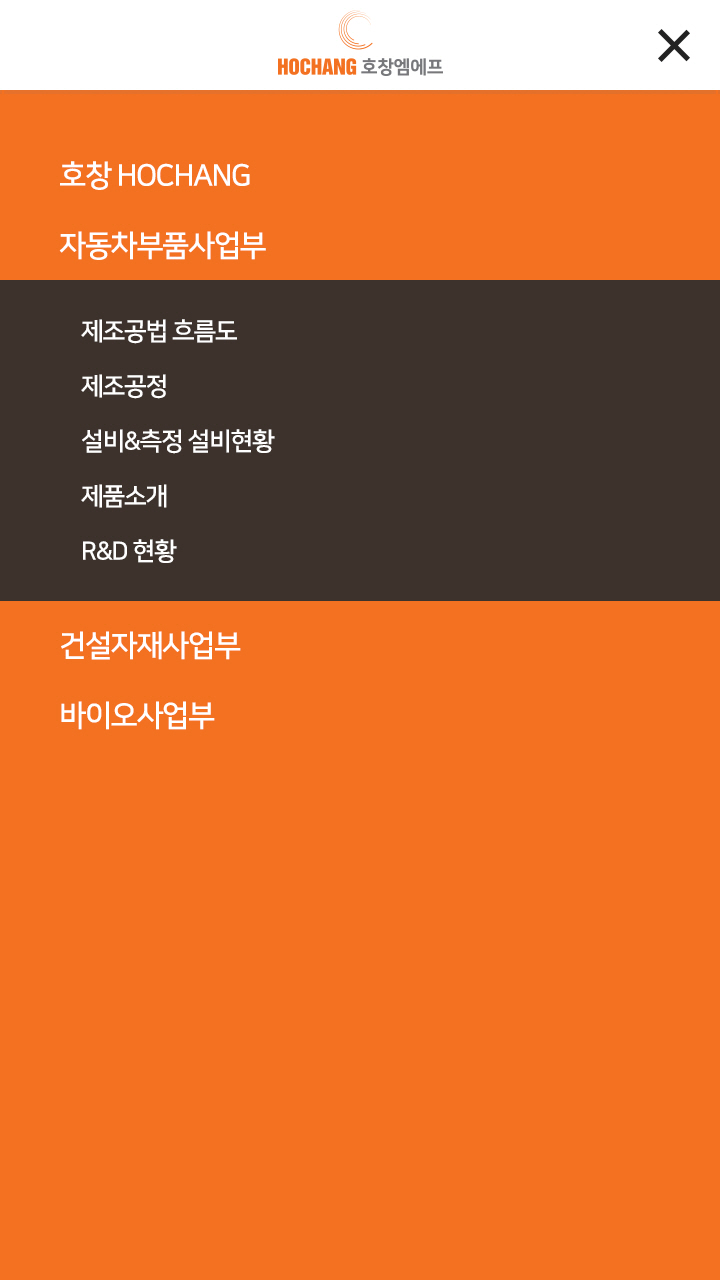 HOCHANG 호창엠에프
호창 HOCHANG
자동차부품사업부
제조공법 흐름도
제조공정
설비&측정 설비현황
제품소개
R&D 현황
건설자재사업부
바이오사업부